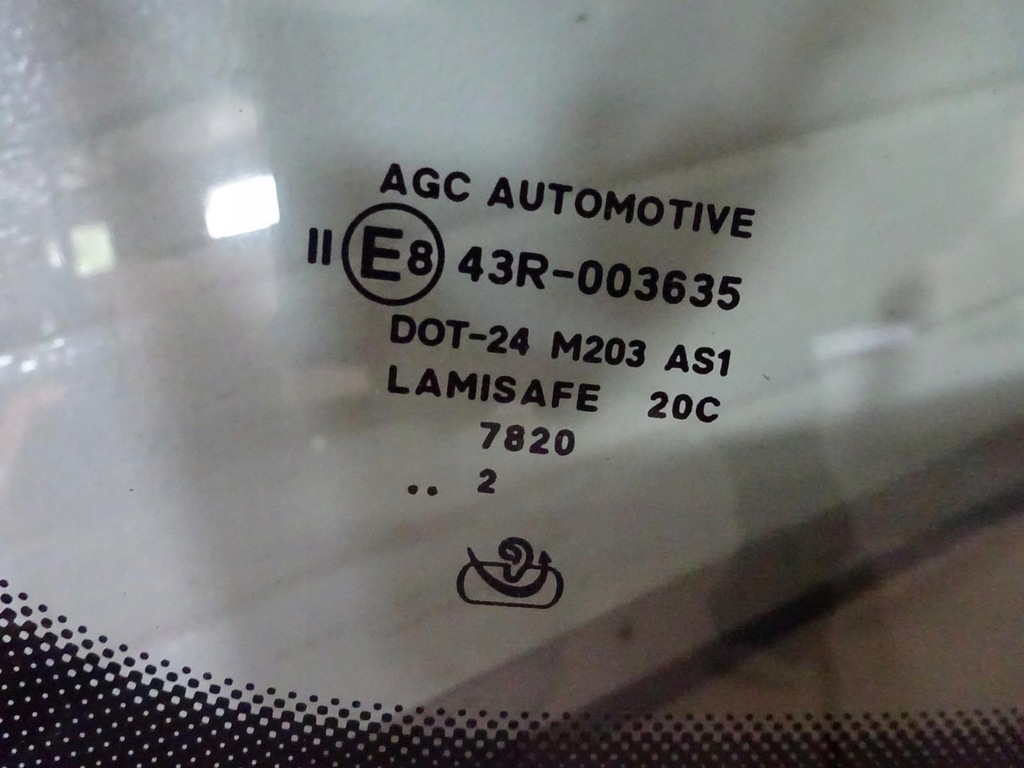 AGC AUTOMOTIVE
II E8 43R-003635
DOT-24 M203 AS1
LAMISAFE 20C
7820
.. 2